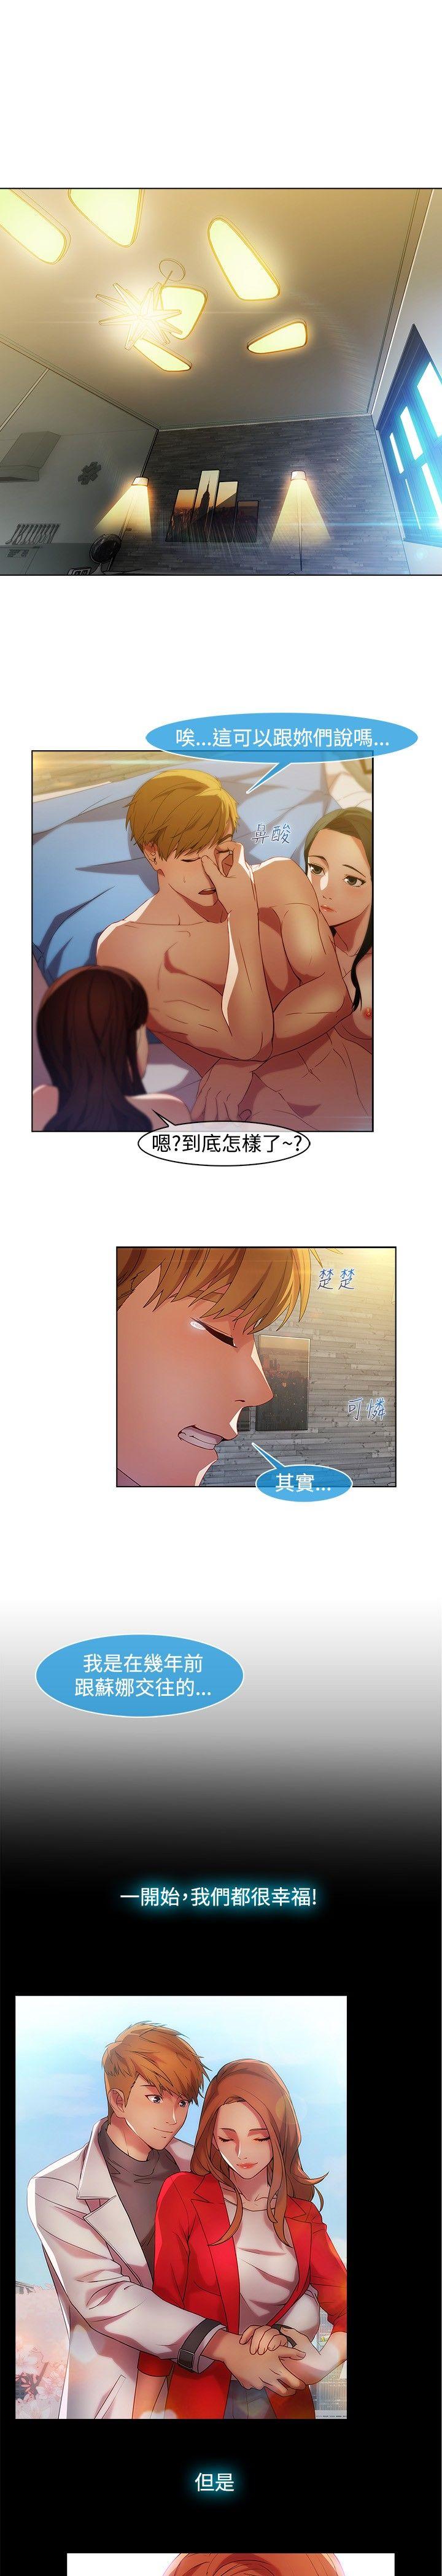 唉...這可以跟妳們說嗎...
鼻酸
嗯?到底怎樣了~?
楚楚
可憐
其實...
我是在幾年前
跟蘇娜交往的...
一開始，我們都很幸福!
但是